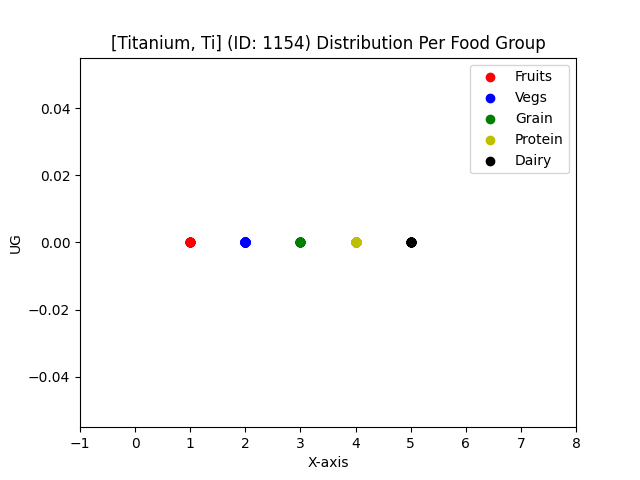 [Titanium, Ti] (ID: 1154) Distribution Per Food Group
Fruits
Vegs
Grain
Protein
Dairy
UG
0.04
0.02
0.00
−0.02
−0.04
−1 0 1 2 3 4 5 6 7 8
X-axis